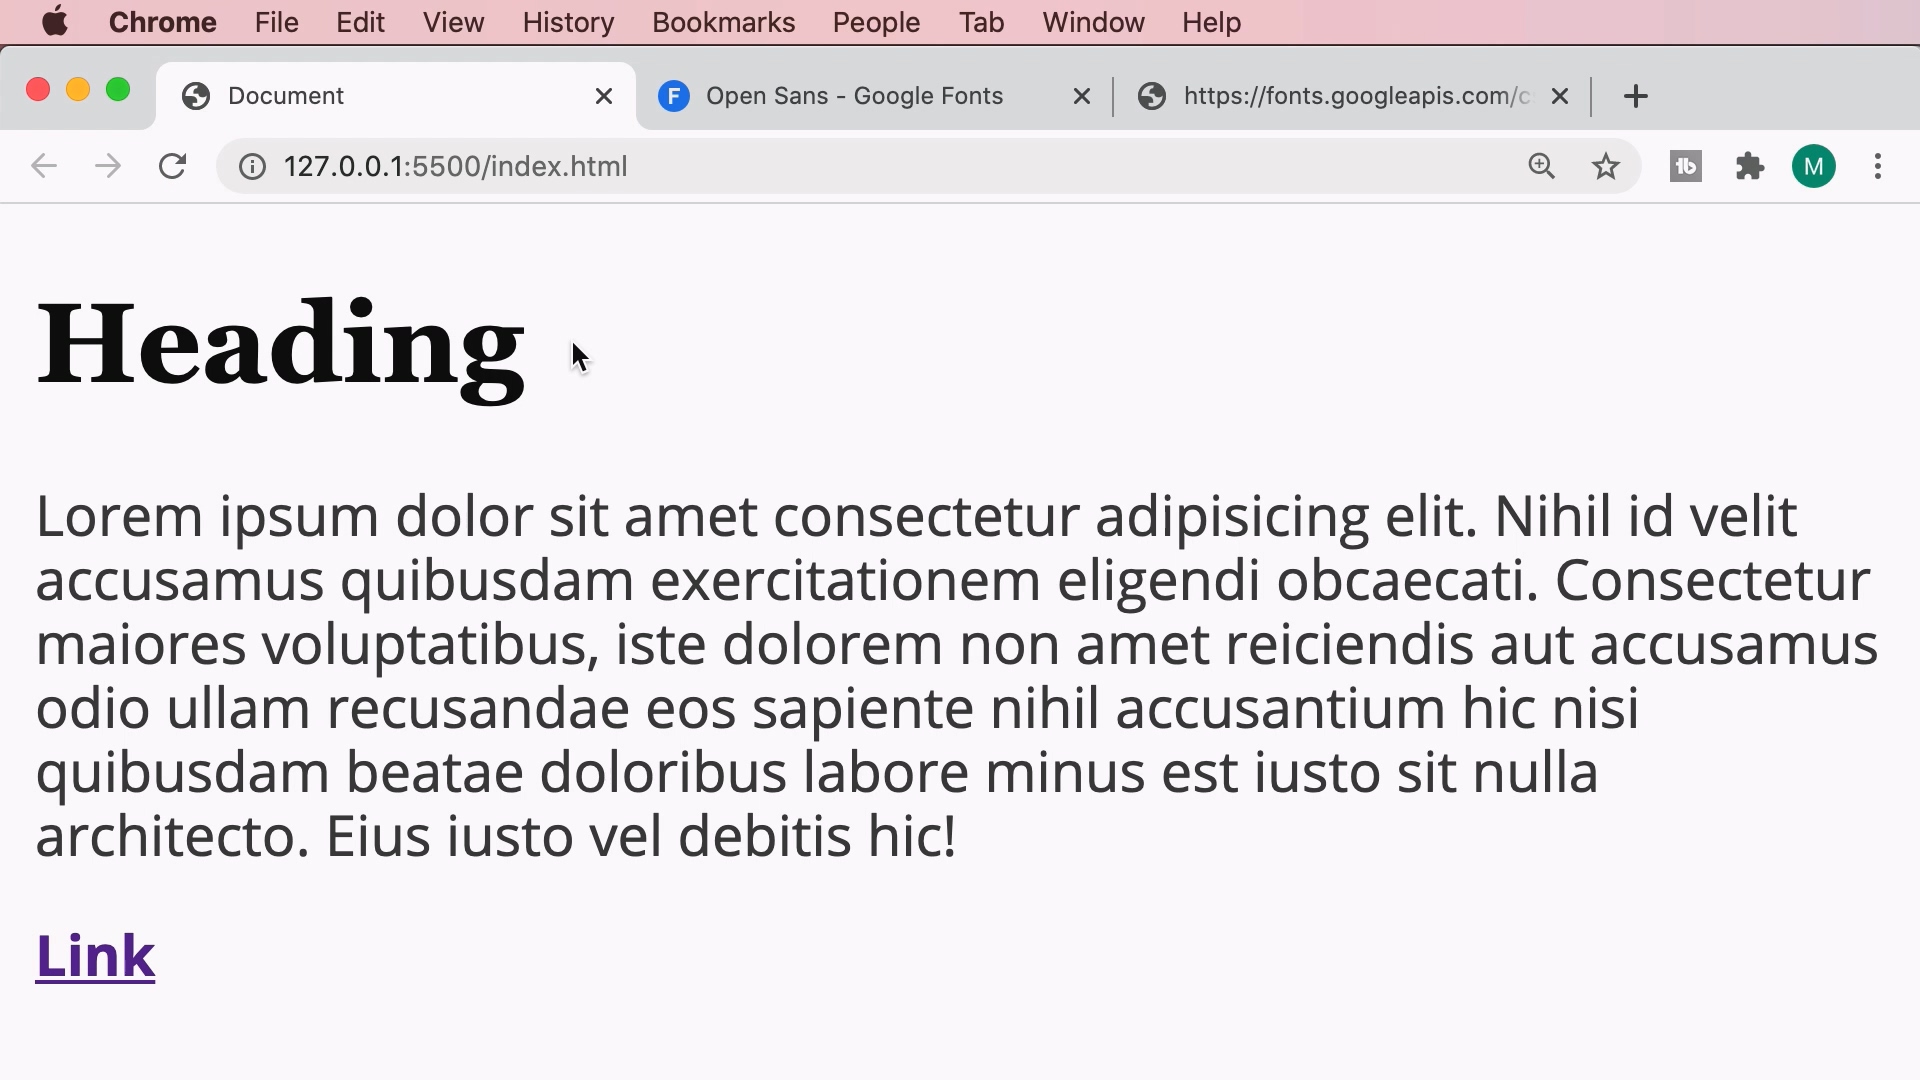 Chrome File Edit View History Bookmarks People Tab Window Help
Document Open Sans - Google Fonts https://fonts.googleapis.com/c
127.0.0.1:5500/index.html M
Heading
Lorem ipsum dolor sit amet consectetur adipisicing elit. Nihil id velit
accusamus quibusdam exercitationem eligendi obcaecati. Consectetur
maiores voluptatibus, iste dolorem non amet reiciendis aut accusamus
odio ullam recusandae eos sapiente nihil accusantium hic nisi
quibusdam beatae doloribus labore minus est iusto sit nulla
architecto. Eius iusto vel debitis hic!
Link